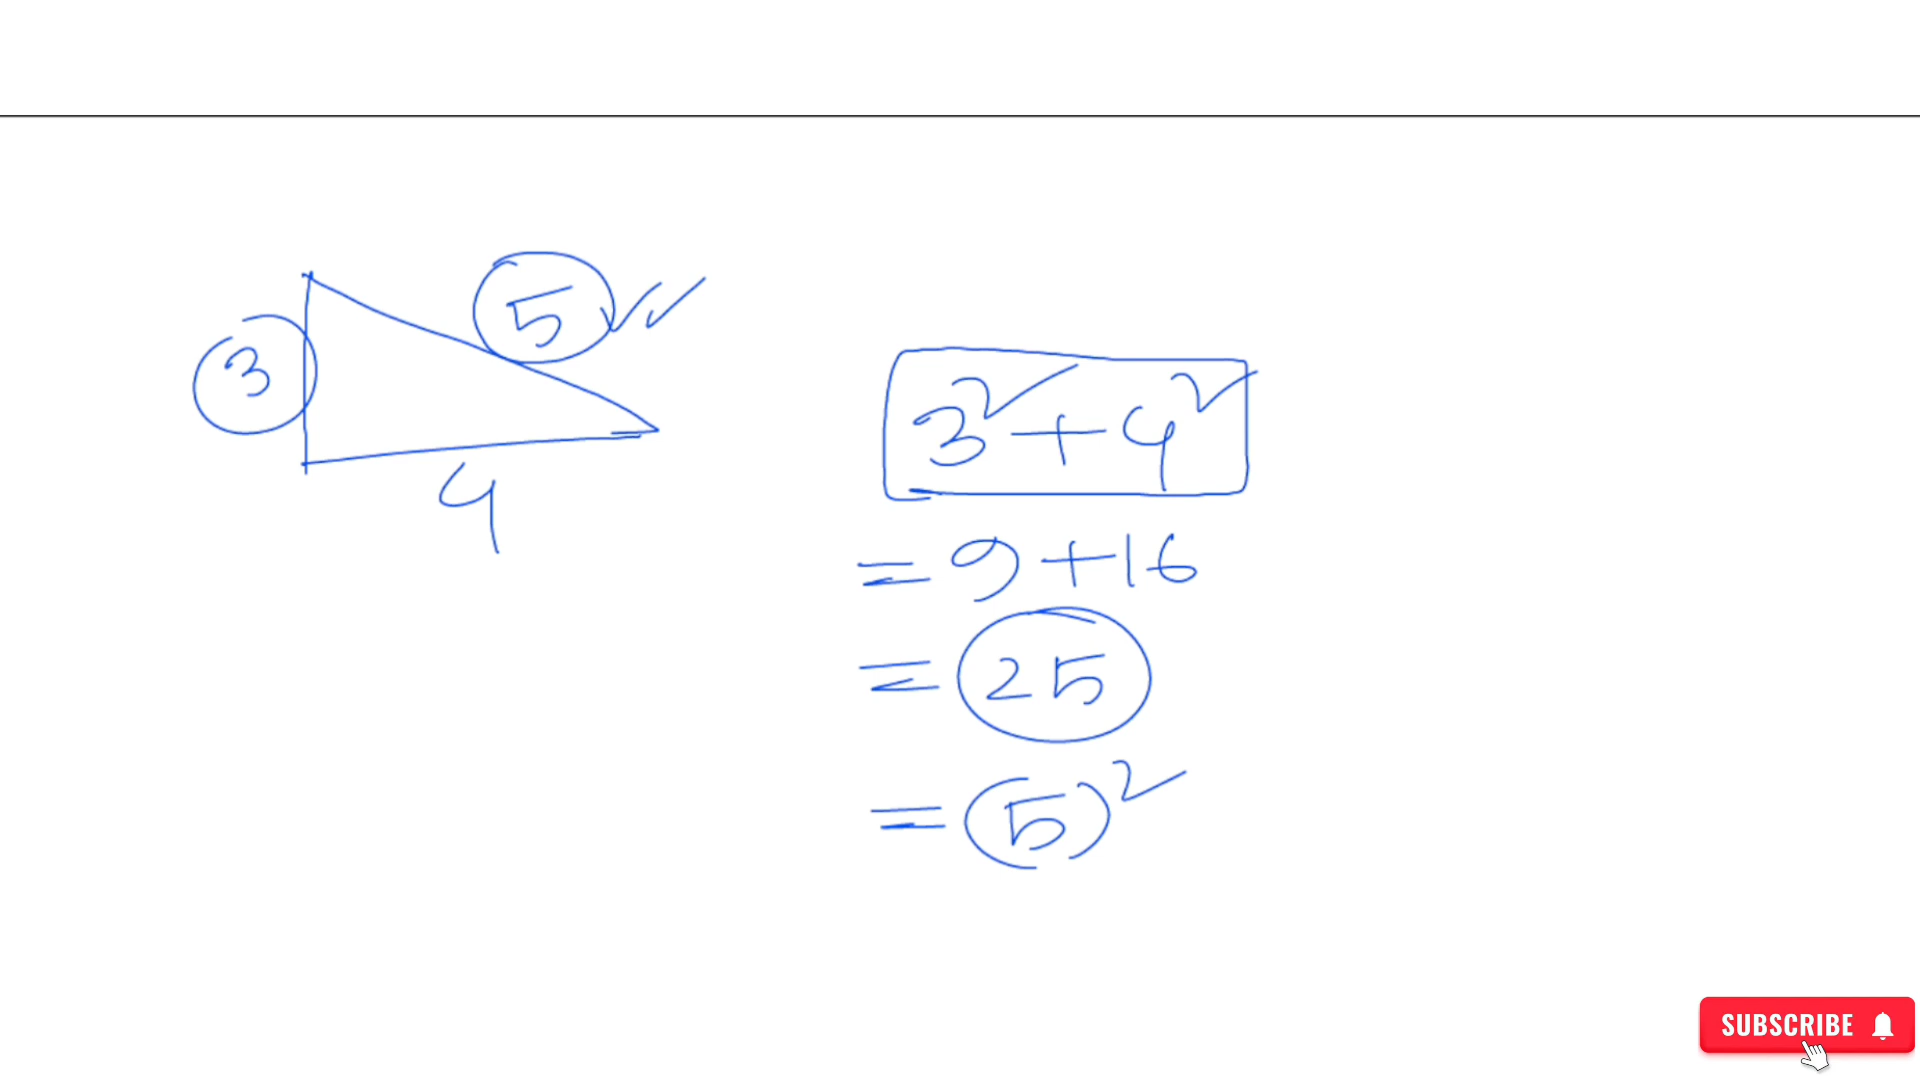 5
3
4
3² + 4²
= 9 + 16
= 25
= (5)²
SUBSCRIBE